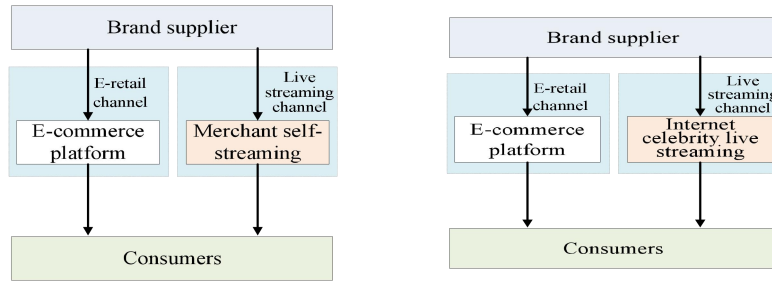 Brand supplier
E-retail
channel
Live
streaming
channel
E-commerce
platform
Merchant self-
streaming
Consumers
Brand supplier
E-retail
channel
Live
streaming
channel
E-commerce
platform
Internet
celebrity live
streaming
Consumers